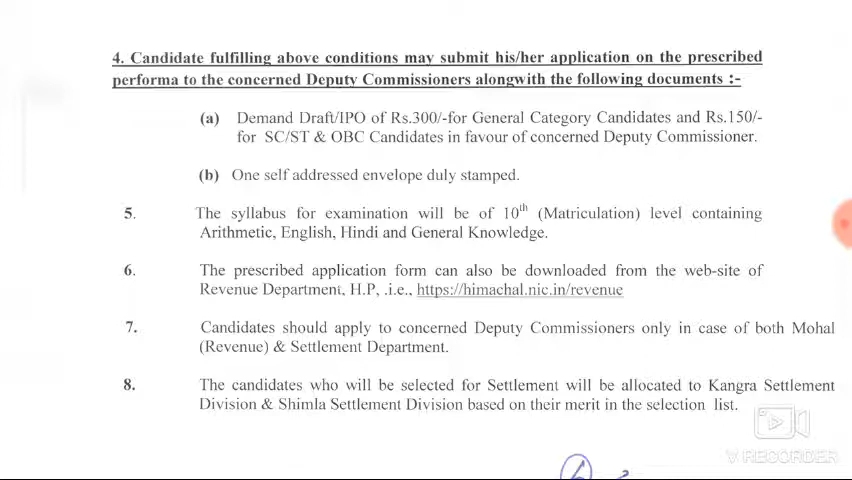 4. Candidate fulfilling above conditions may submit his/her application on the prescribed
performa to the concerned Deputy Commissioners alongwith the following documents :-
(a) Demand Draft/IPO of Rs.300/-for General Category Candidates and Rs.150/-
for SC/ST & OBC Candidates in favour of concerned Deputy Commissioner.
(b) One self addressed envelope duly stamped.
5. The syllabus for examination will be of 10th (Matriculation) level containing
Arithmetic, English, Hindi and General Knowledge.
6. The prescribed application form can also be downloaded from the web-site of
Revenue Department, H.P, .i.e., https://himachal.nic.in/revenue
7. Candidates should apply to concerned Deputy Commissioners only in case of both Mohal
(Revenue) & Settlement Department.
8. The candidates who will be selected for Settlement will be allocated to Kangra Settlement
Division & Shimla Settlement Division based on their merit in the selection list.
V RECORDER